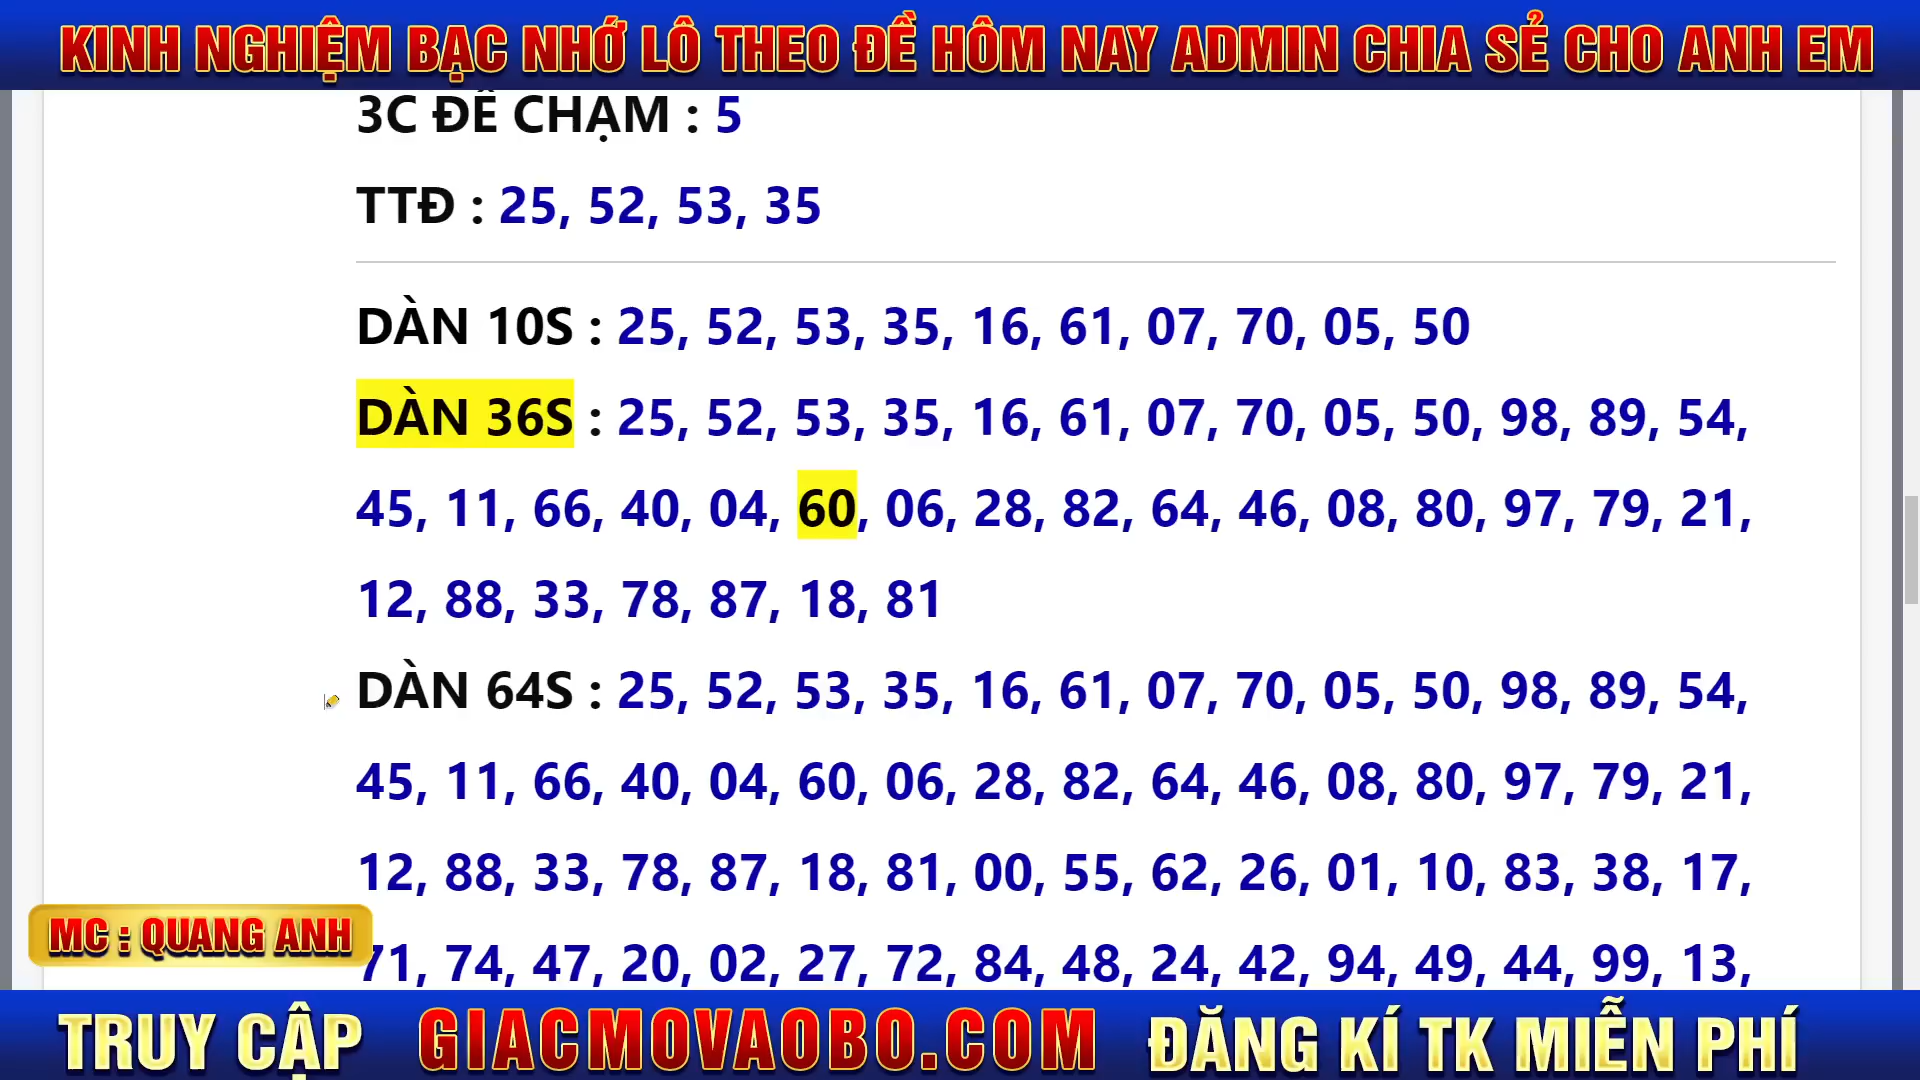 KINH NGHIỆM BẠC NHỚ LÔ THEO ĐỀ HÔM NAY ADMIN CHIA SẺ CHO ANH EM
3C ĐỀ CHẠM : 5
TTĐ : 25, 52, 53, 35
DÀN 10S : 25, 52, 53, 35, 16, 61, 07, 70, 05, 50
DÀN 36S : 25, 52, 53, 35, 16, 61, 07, 70, 05, 50, 98, 89, 54,
45, 11, 66, 40, 04, 60, 06, 28, 82, 64, 46, 08, 80, 97, 79, 21,
12, 88, 33, 78, 87, 18, 81
DÀN 64S : 25, 52, 53, 35, 16, 61, 07, 70, 05, 50, 98, 89, 54,
45, 11, 66, 40, 04, 60, 06, 28, 82, 64, 46, 08, 80, 97, 79, 21,
12, 88, 33, 78, 87, 18, 81, 00, 55, 62, 26, 01, 10, 83, 38, 17,
71, 74, 47, 20, 02, 27, 72, 84, 48, 24, 42, 94, 49, 44, 99, 13,
MC : QUANG ANH
TRUY CẬP GIACMOVAOBO.COM ĐĂNG KÍ TK MIỄN PHÍ